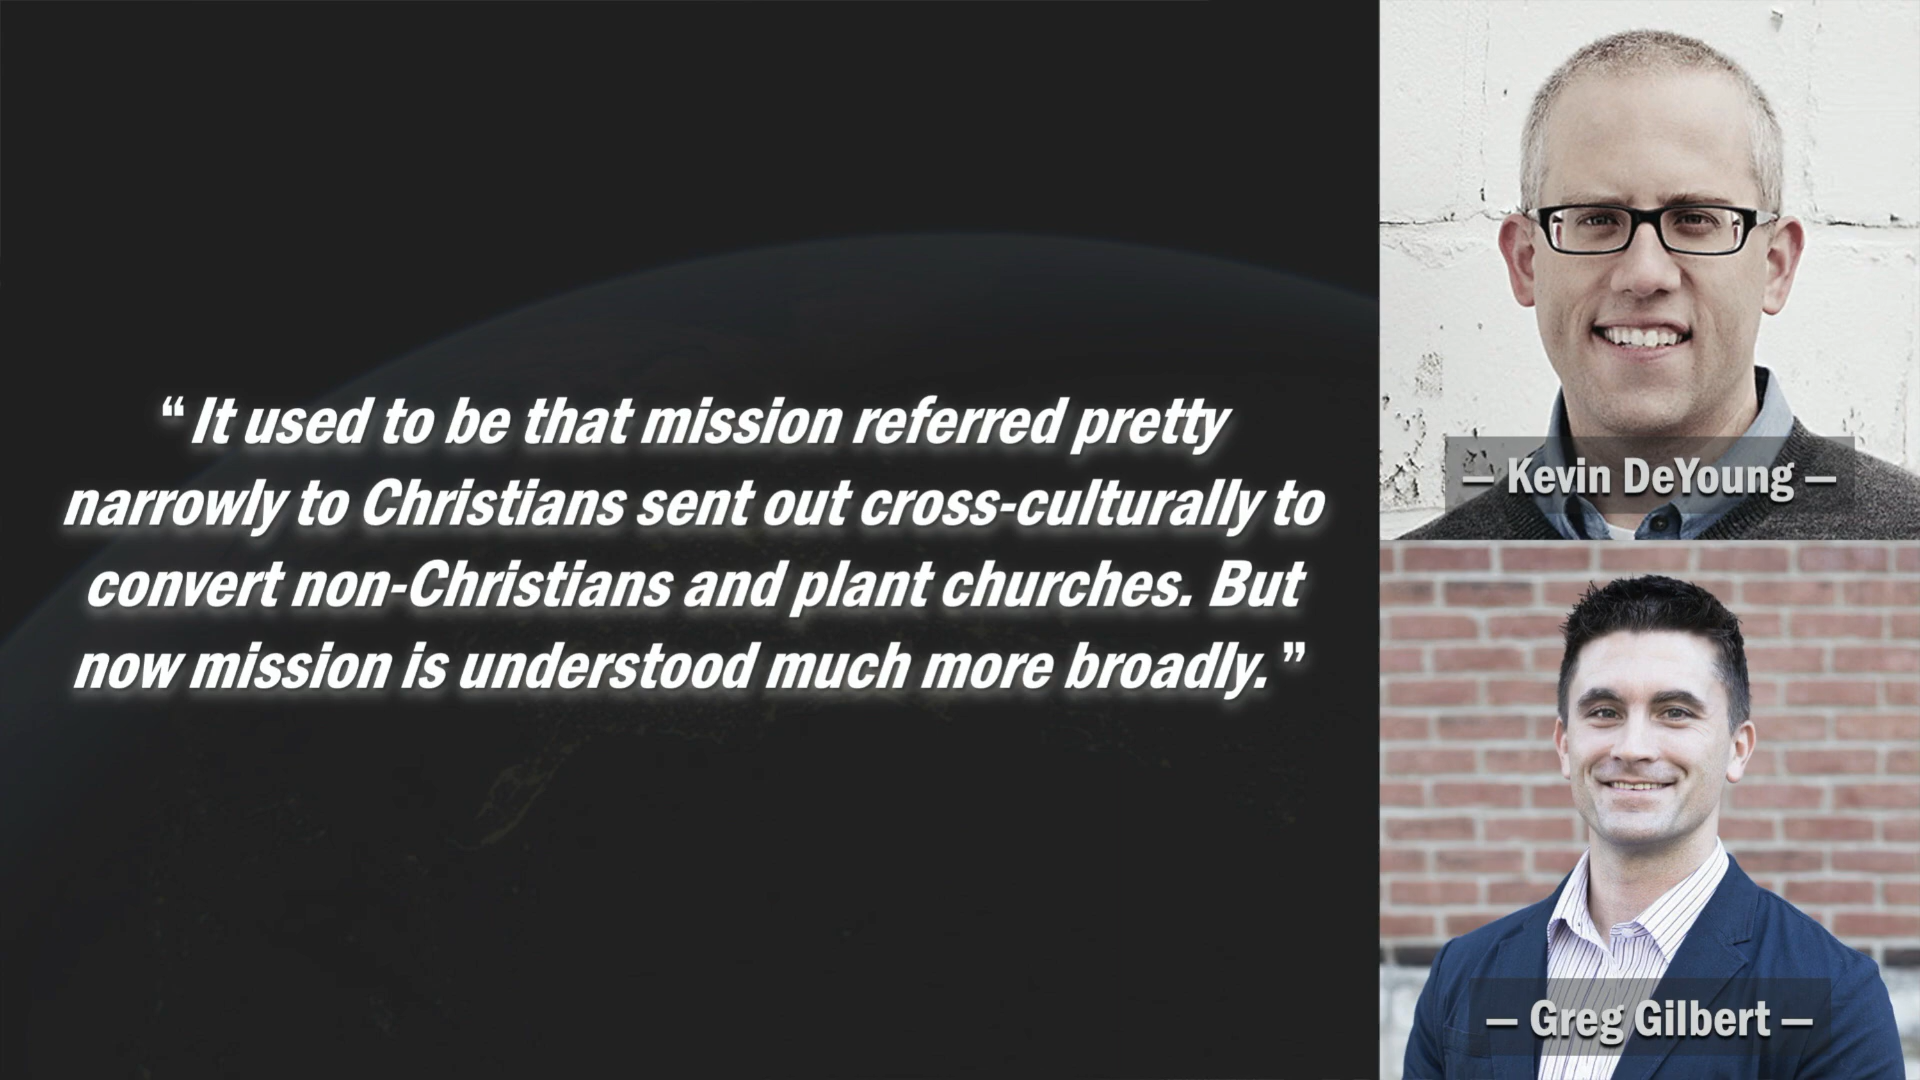 “ It used to be that mission referred pretty
narrowly to Christians sent out cross-culturally to
convert non-Christians and plant churches. But
now mission is understood much more broadly. ”
— Kevin DeYoung —
— Greg Gilbert —